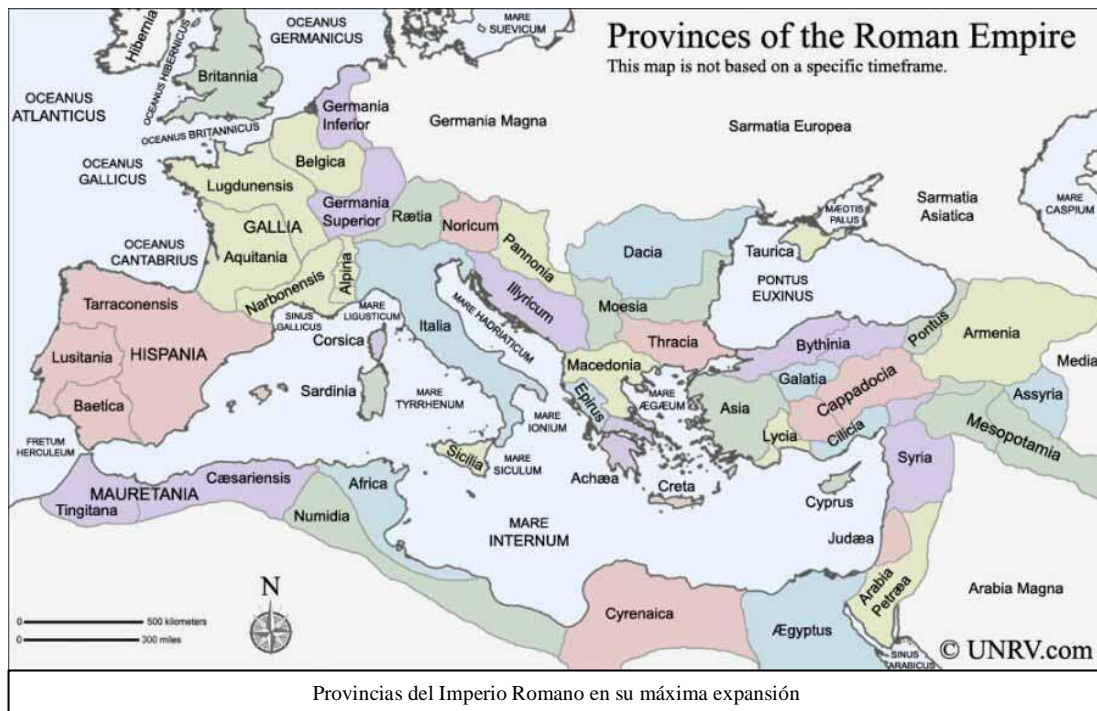 Provinces of the Roman Empire
This map is not based on a specific timeframe.
OCEANUS
GERMANICUS
MARE
SUEVICUM
Hibernia
OCEANUS HIBERNICUS
Britannia
OCEANUS
ATLANTICUS
OCEANUS BRITANNICUS
Germania
Inferior
Germania Magna
Sarmatia Europea
OCEANUS
GALLICUS
Belgica
Lugdunensis
Germania
Superior
GALLIA
Rætia
Noricum
Pannonia
Dacia
MÆOTIS
PALUS
Sarmatia
Asiatica
MARE
CASPIUM
Taurica
OCEANUS
CANTABRIUS
Aquitania
Narbonensis
Alpina
PONTUS
EUXINUS
Illyricum
Moesia
Tarraconensis
SINUS
GALLICUS
MARE
LIGUSTICUM
Italia
MARE HADRIATICUM
Corsica
Thracia
Bythinia
Pontus
Armenia
Media
Lusitania
HISPANIA
Macedonia
Galatia
Cappadocia
Assyria
Sardinia
MARE
TYRRHENUM
Epirus
MARE
ÆGÆUM
Asia
Baetica
MARE
IONIUM
Lycia
Cilicia
Mesopotamia
FRETUM
HERCULEUM
Sicilia
MARE
SICULUM
Achæa
Creta
Cyprus
Syria
MAURETANIA
Cæsariensis
Tingitana
Africa
Numidia
MARE
INTERNUM
Judæa
Arabia
Petræa
Arabia Magna
N
0
500 kilometers
0
300 miles
Cyrenaica
Ægyptus
SINUS
ARABICUS
© UNRV.com
Provincias del Imperio Romano en su máxima expansión